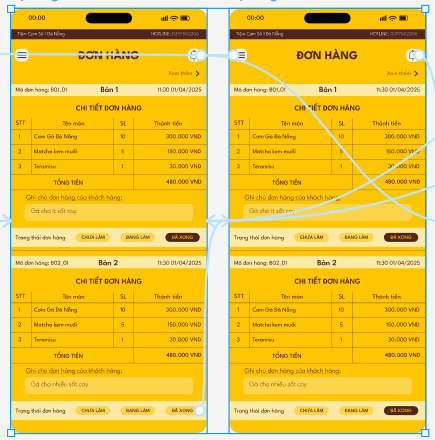 00:00
Tiệm Cơm Số 1 Đà Nẵng
ĐƠN HÀNG
Xem thêm
Mã đơn hàng: B01_01 Bàn 1 11:30 01/04/2025
CHI TIẾT ĐƠN HÀNG
STT Tên món SL Thành tiền
1 Cơm Gà Đà Nẵng 10 300.000 VND
2 Matcha kem muối 5 150.000 VND
3 Teramisu 1 30.000 VND
TỔNG TIỀN 480.000 VND
Ghi chú đơn hàng của khách hàng:
Gà cho ít sốt cay
Trạng thái đơn hàng CHƯA LÀM ĐANG LÀM ĐÃ XONG
Mã đơn hàng: B02_01 Bàn 2 11:30 01/04/2025
CHI TIẾT ĐƠN HÀNG
STT Tên món SL Thành tiền
1 Cơm Gà Đà Nẵng 10 300.000 VND
2 Matcha kem muối 5 150.000 VND
3 Teramisu 1 30.000 VND
TỔNG TIỀN 480.000 VND
Ghi chú đơn hàng của khách hàng:
Gà cho nhiều sốt cay
Trạng thái đơn hàng CHƯA LÀM ĐANG LÀM ĐÃ XONG
00:00
Tiệm Cơm Số 1 Đà Nẵng
ĐƠN HÀNG
Xem thêm
Mã đơn hàng: B01_01 Bàn 1 11:30 01/04/2025
CHI TIẾT ĐƠN HÀNG
STT Tên món SL Thành tiền
1 Cơm Gà Đà Nẵng 10 300.000 VND
2 Matcha kem muối 5 150.000 VND
3 Teramisu 1 30.000 VND
TỔNG TIỀN 480.000 VND
Ghi chú đơn hàng của khách hàng:
Gà cho ít sốt cay
Trạng thái đơn hàng CHƯA LÀM ĐANG LÀM ĐÃ XONG
Mã đơn hàng: B02_01 Bàn 2 11:30 01/04/2025
CHI TIẾT ĐƠN HÀNG
STT Tên món SL Thành tiền
1 Cơm Gà Đà Nẵng 10 300.000 VND
2 Matcha kem muối 5 150.000 VND
3 Teramisu 1 30.000 VND
TỔNG TIỀN 480.000 VND
Ghi chú đơn hàng của khách hàng:
Gà cho nhiều sốt cay
Trạng thái đơn hàng CHƯA LÀM ĐANG LÀM ĐÃ XONG